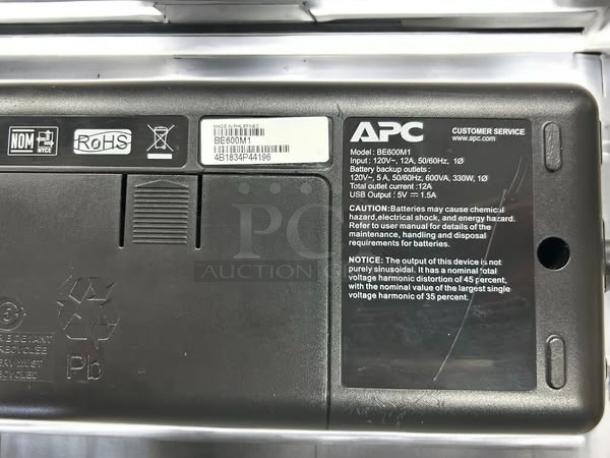 NOM
NYCE
RoHS
MADE IN PHILIPPINES
BE600M1
4B1834P44196
APC
CUSTOMER SERVICE
www.apc.com
Model : BE600M1
Input : 120V~, 12A, 50/60Hz, 1Ø
Battery backup outlets :
120V~, 5 A, 50/60Hz, 600VA, 330W, 1Ø
Total outlet current :12A
USB Output : 5V ⎓ 1.5A
CAUTION:Batteries may cause chemical
hazard,electrical shock, and energy hazard.
Refer to user manual for details of the
maintenance, handling and disposal
requirements for batteries.
NOTICE: The output of this device is not
purely sinusoidal. It has a nominal total
voltage harmonic distortion of 45 percent,
with the nominal value of the largest single
voltage harmonic of 35 percent.
PC
AUCTION
Pb